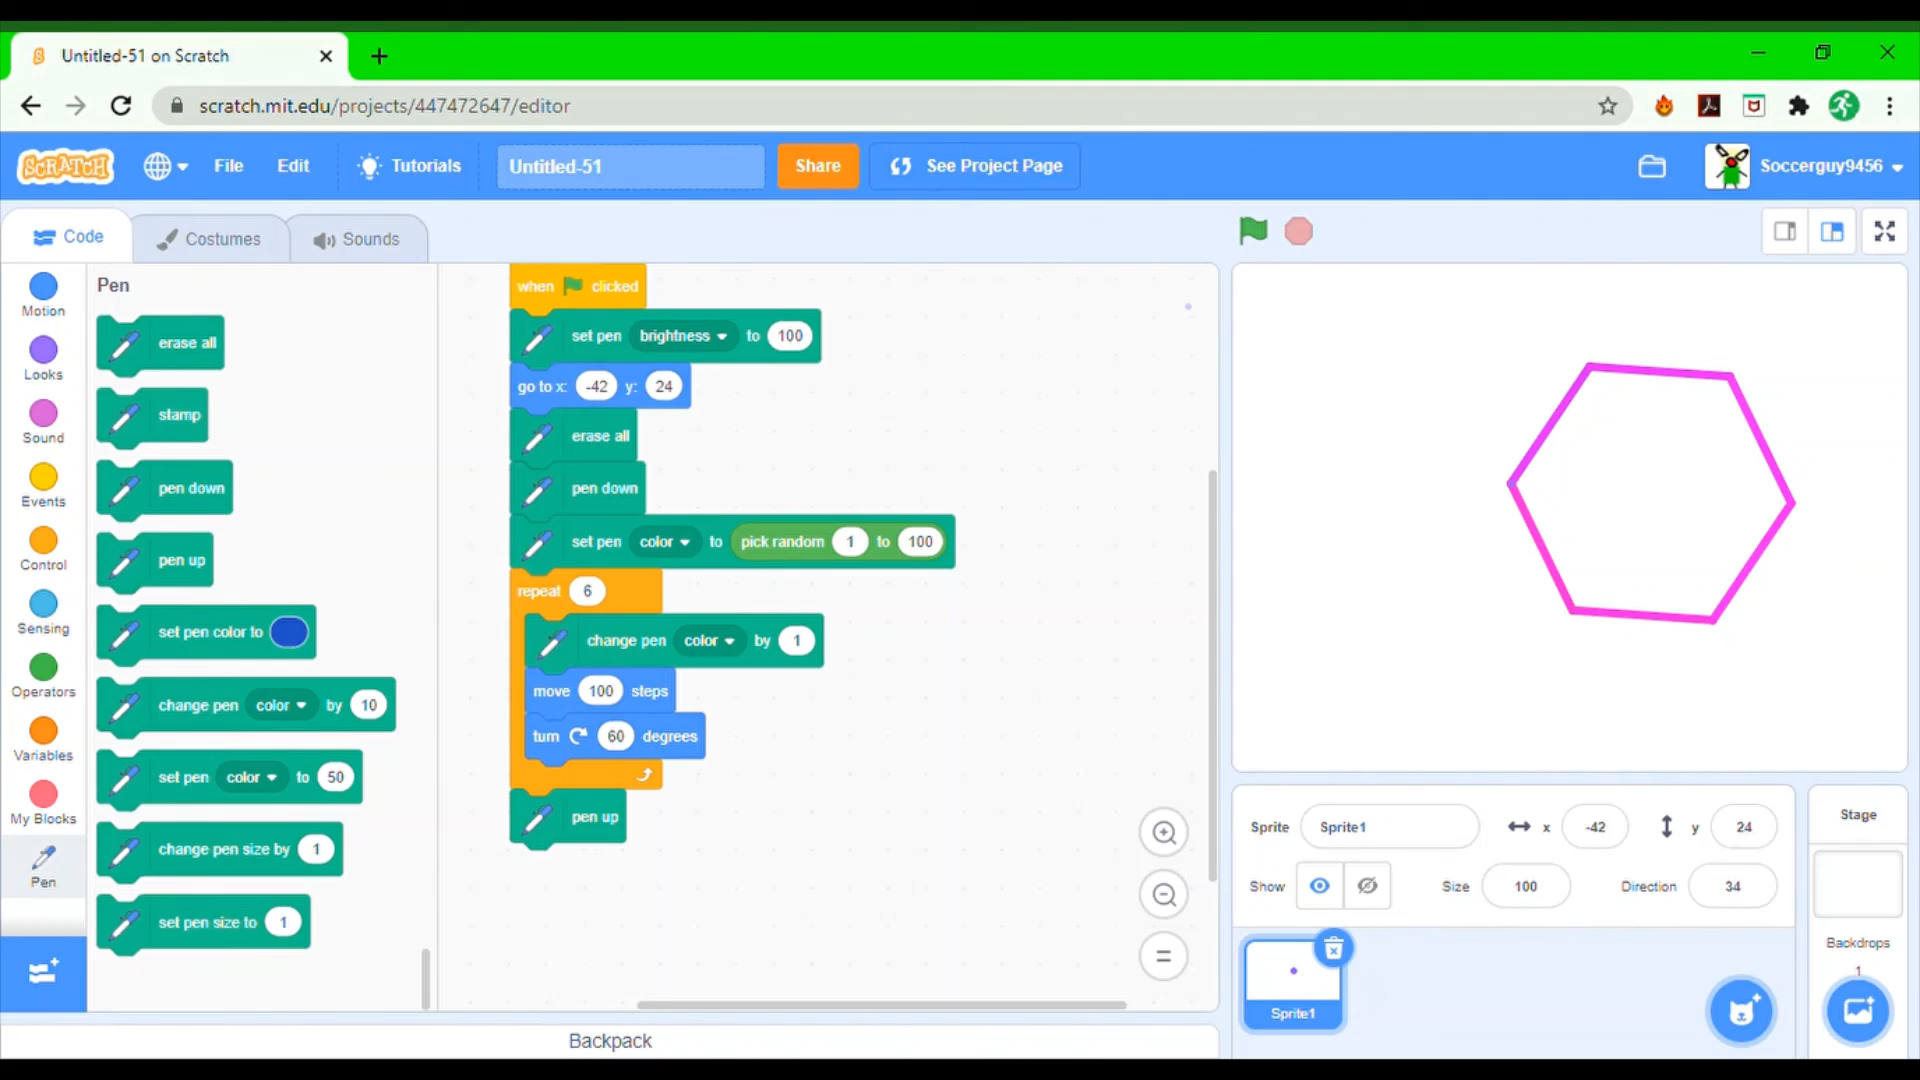 Untitled-51 on Scratch
scratch.mit.edu/projects/447472647/editor
SCRATCH
File
Edit
Tutorials
Untitled-51
Share
See Project Page
Soccerguy9456
Code
Costumes
Sounds
Motion
Looks
Sound
Events
Control
Sensing
Operators
Variables
My Blocks
Pen
Pen
erase all
stamp
pen down
pen up
set pen color to
change pen color by 10
set pen color to 50
change pen size by 1
set pen size to 1
when clicked
set pen brightness to 100
go to x: -42 y: 24
erase all
pen down
set pen color to pick random 1 to 100
repeat 6
change pen color by 1
move 100 steps
turn 60 degrees
pen up
Backpack
Sprite Sprite1 x -42 y 24
Show Size 100 Direction 34
Sprite1
Stage
Backdrops
1